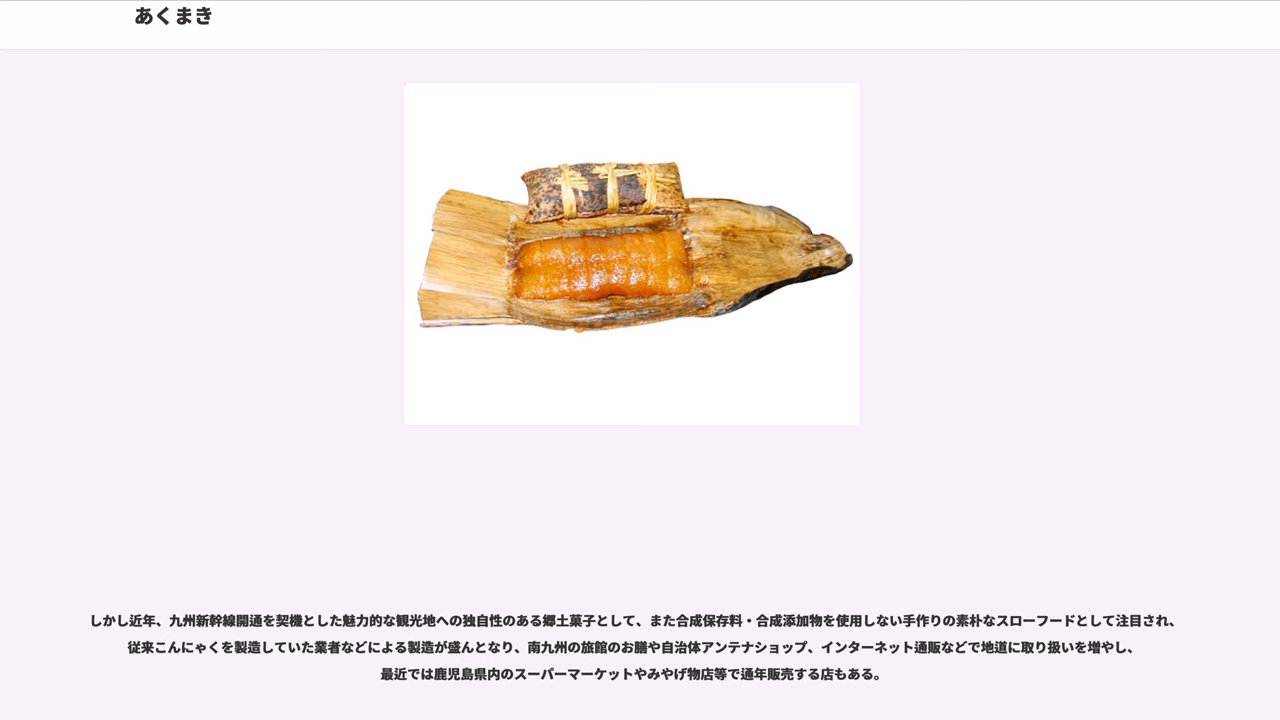 あくまき
しかし近年、九州新幹線開通を契機とした魅力的な観光地への独自性のある郷土菓子として、また合成保存料・合成添加物を使用しない手作りの素朴なスローフードとして注目され、
従来こんにゃくを製造していた業者などによる製造が盛んとなり、南九州の旅館のお膳や自治体アンテナショップ、インターネット通販などで地道に取り扱いを増やし、
最近では鹿児島県内のスーパーマーケットやみやげ物店等で通年販売する店もある。